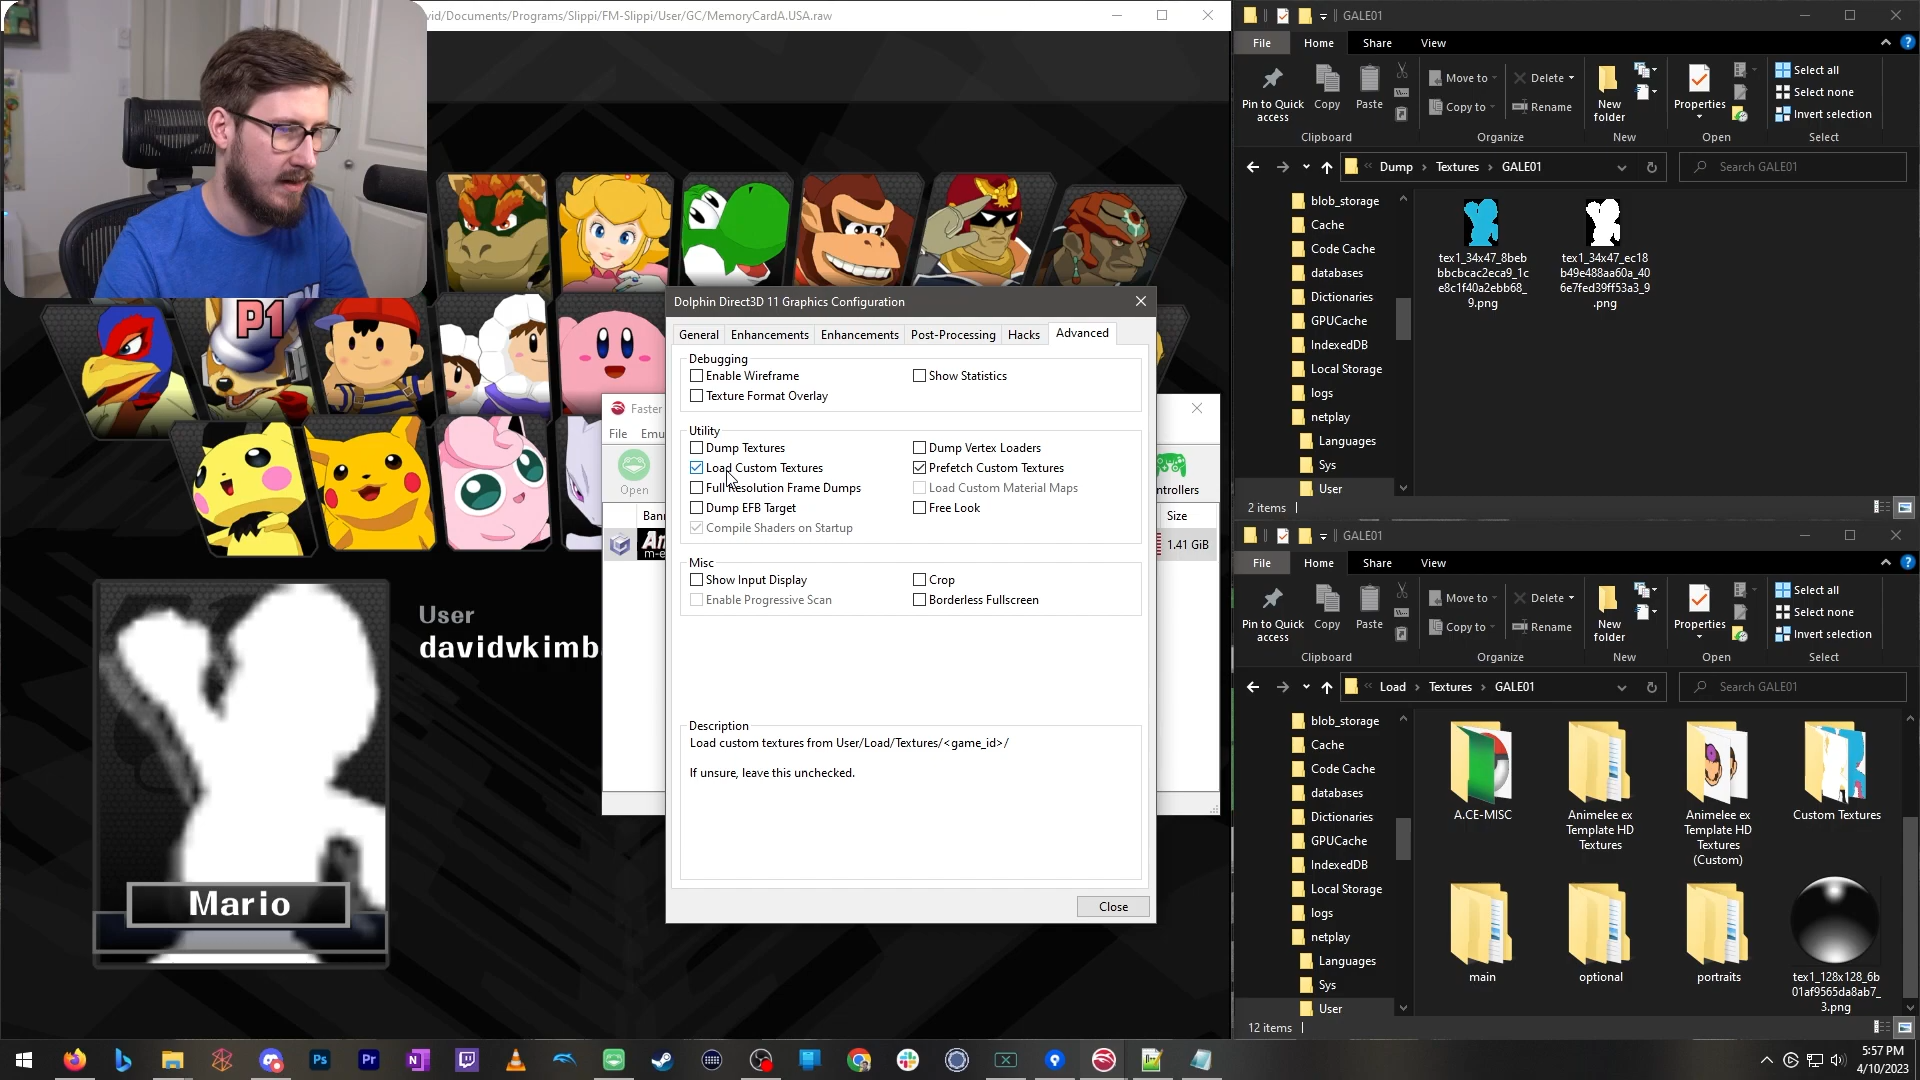 vid/Documents/Programs/Slippi/FM-Slippi/User/GC/MemoryCardA.USA.raw
P1
User
davidvkimb
Mario
Faster
File Emu
Open
Bann
ntrollers
Size
1.41 GiB
Dolphin Direct3D 11 Graphics Configuration
General Enhancements Enhancements Post-Processing Hacks Advanced
Debugging
Enable Wireframe Show Statistics
Texture Format Overlay
Utility
Dump Textures Dump Vertex Loaders
Load Custom Textures Prefetch Custom Textures
Full Resolution Frame Dumps Load Custom Material Maps
Dump EFB Target Free Look
Compile Shaders on Startup
Misc
Show Input Display Crop
Enable Progressive Scan Borderless Fullscreen
Description
Load custom textures from User/Load/Textures/<game_id>/
If unsure, leave this unchecked.
Close
GALE01
File Home Share View
Pin to Quick
access
Copy
Paste
Clipboard
Move to
Copy to
Delete
Rename
Organize
New
folder
New
Properties
Open
Select all
Select none
Invert selection
Select
Dump Textures GALE01
Search GALE01
blob_storage
Cache
Code Cache
databases
Dictionaries
GPUCache
IndexedDB
Local Storage
logs
netplay
Languages
Sys
User
tex1_34x47_8beb
bbcbcac2eca9_1c
e8c1f40a2ebb68_
9.png
tex1_34x47_ec18
b49e488aa60a_40
6e7fed39ff53a3_9
.png
2 items
GALE01
File Home Share View
Pin to Quick
access
Copy
Paste
Clipboard
Move to
Copy to
Delete
Rename
Organize
New
folder
New
Properties
Open
Select all
Select none
Invert selection
Select
Load Textures GALE01
Search GALE01
blob_storage
Cache
Code Cache
databases
Dictionaries
GPUCache
IndexedDB
Local Storage
logs
netplay
Languages
Sys
User
A.CE-MISC
Animelee ex
Template HD
Textures
Animelee ex
Template HD
Textures
(Custom)
Custom Textures
main
optional
portraits
tex1_128x128_6b
01af9565da8ab7_
3.png
12 items
Ps
Pr
5:57 PM
4/10/2023